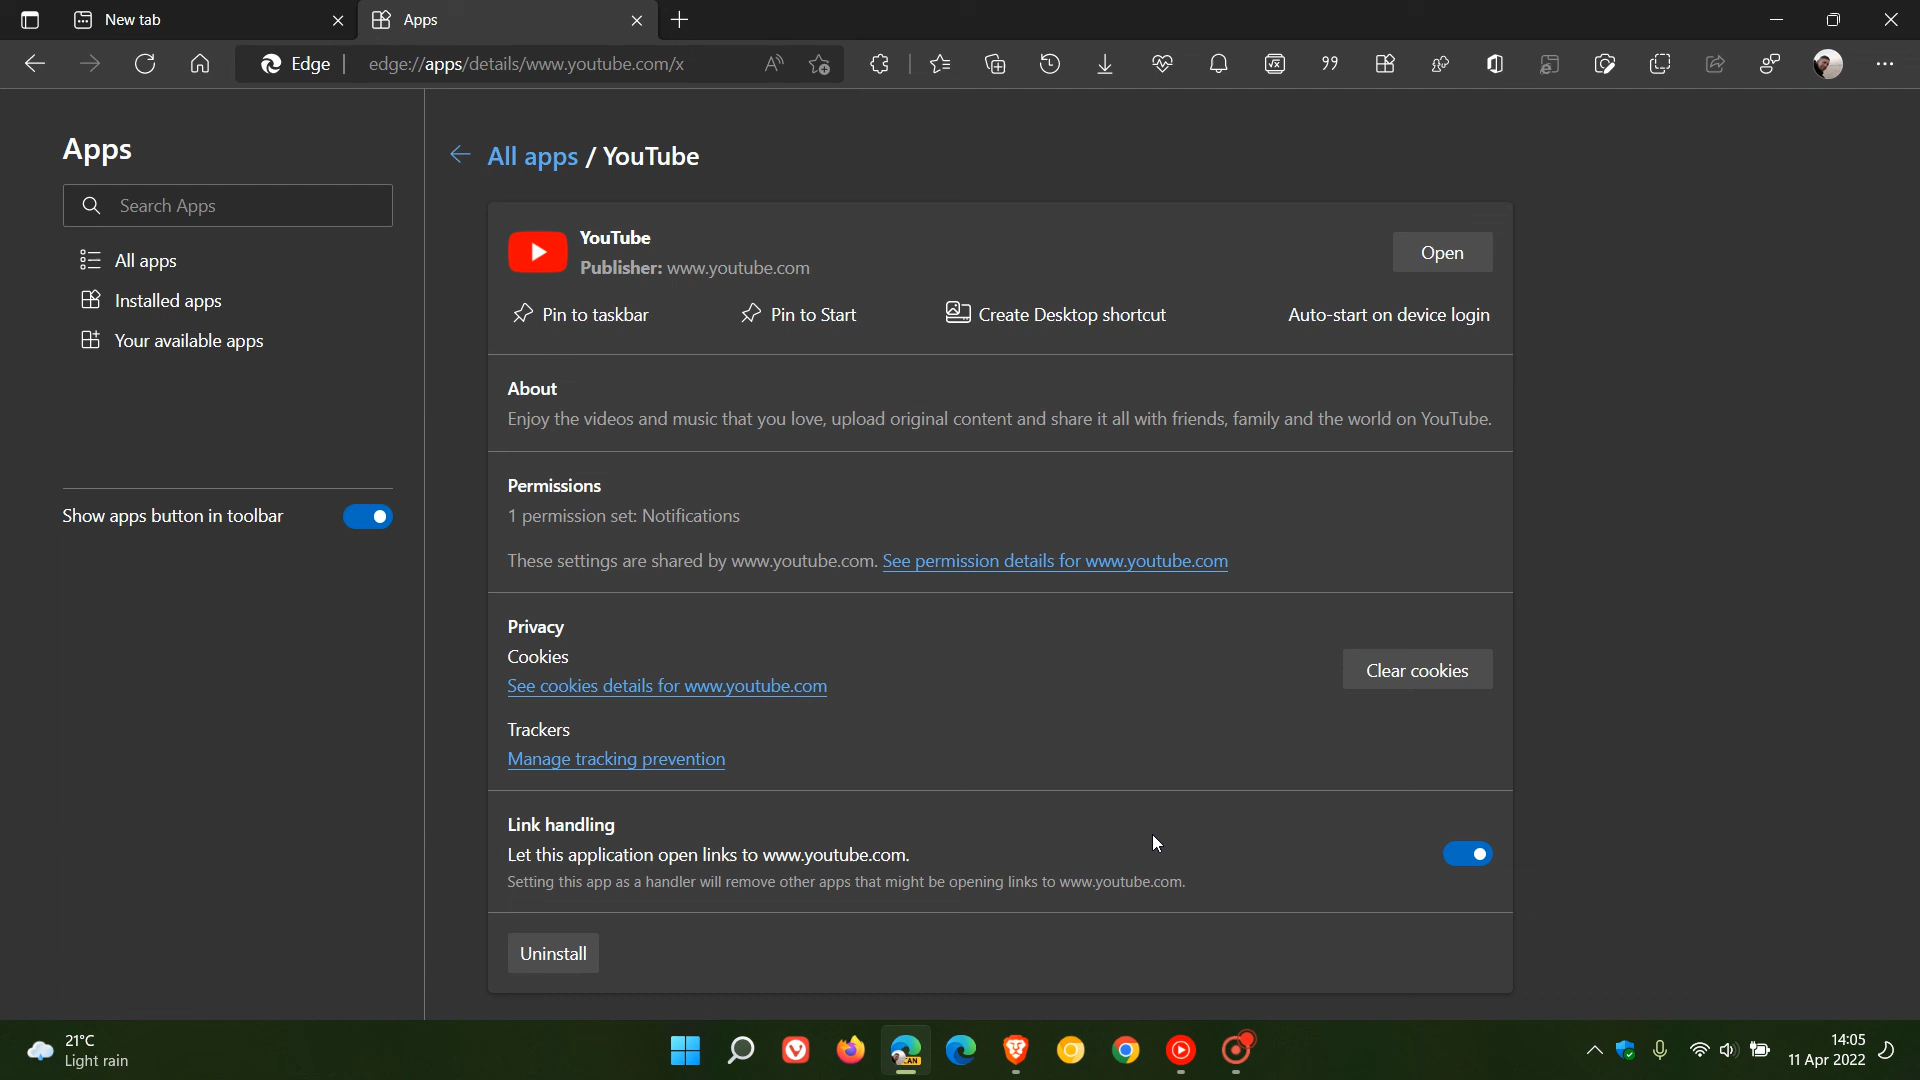 New tab
Apps
Edge
edge://apps/details/www.youtube.com/x
Apps
Search Apps
All apps
Installed apps
Your available apps
Show apps button in toolbar
All apps / YouTube
YouTube
Publisher: www.youtube.com
Open
Pin to taskbar
Pin to Start
Create Desktop shortcut
Auto-start on device login
About
Enjoy the videos and music that you love, upload original content and share it all with friends, family and the world on YouTube.
Permissions
1 permission set: Notifications
These settings are shared by www.youtube.com. See permission details for www.youtube.com
Privacy
Cookies
See cookies details for www.youtube.com
Clear cookies
Trackers
Manage tracking prevention
Link handling
Let this application open links to www.youtube.com.
Setting this app as a handler will remove other apps that might be opening links to www.youtube.com.
Uninstall
21°C
Light rain
CAN
14:05
11 Apr 2022